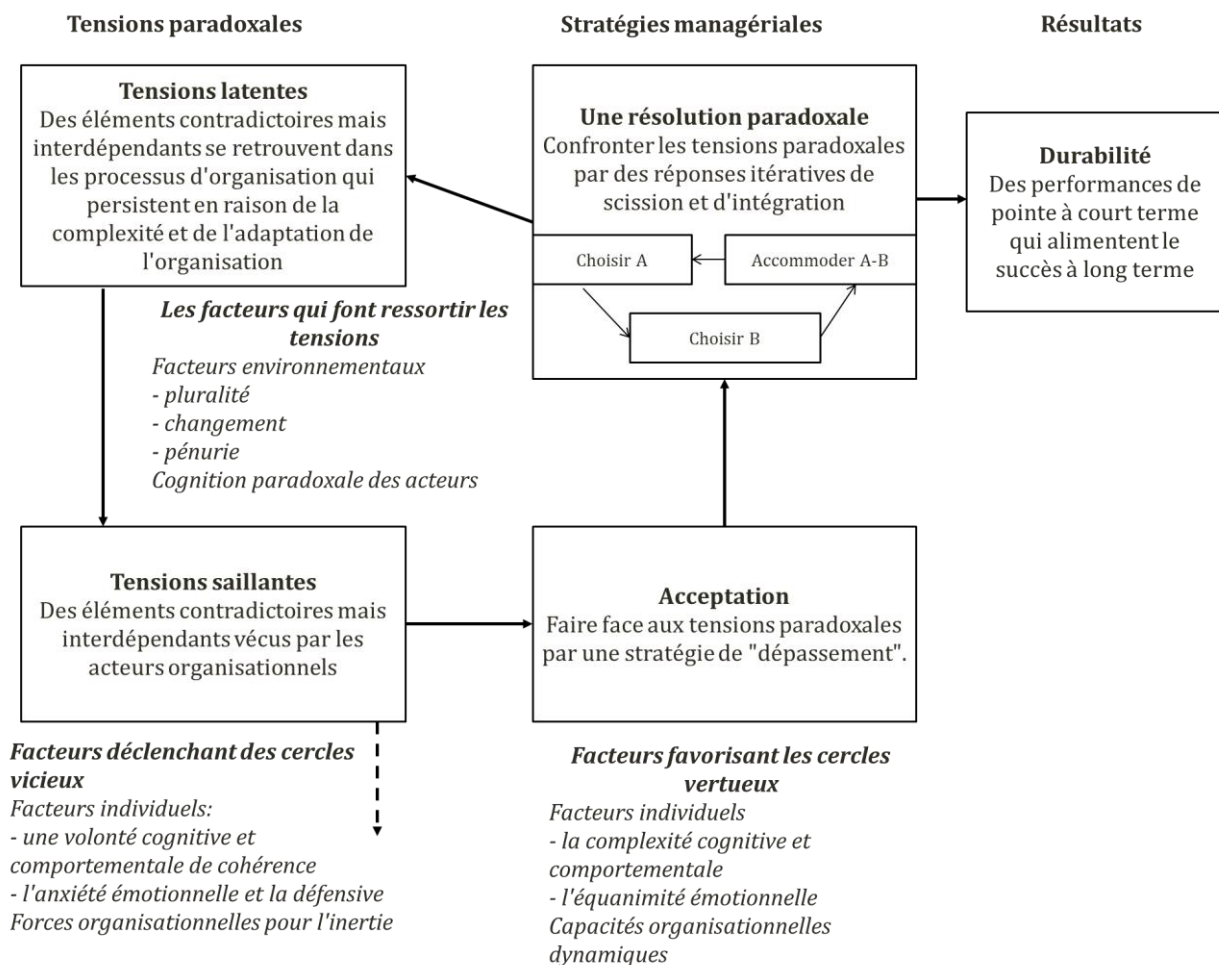 Tensions paradoxales
Stratégies managériales
Résultats
Tensions latentes
Des éléments contradictoires mais
interdépendants se retrouvent dans
les processus d'organisation qui
persistent en raison de la
complexité et de l'adaptation de
l'organisation
Une résolution paradoxale
Confronter les tensions paradoxales
par des réponses itératives de
scission et d'intégration
Choisir A
Accommoder A-B
Choisir B
Durabilité
Des performances de
pointe à court terme
qui alimentent le
succès à long terme
Les facteurs qui font ressortir les
tensions
Facteurs environnementaux
- pluralité
- changement
- pénurie
Cognition paradoxale des acteurs
Tensions saillantes
Des éléments contradictoires mais
interdépendants vécus par les
acteurs organisationnels
Acceptation
Faire face aux tensions paradoxales
par une stratégie de "dépassement".
Facteurs déclenchant des cercles
vicieux
Facteurs individuels:
- une volonté cognitive et
comportementale de cohérence
- l'anxiété émotionnelle et la défensive
Forces organisationnelles pour l'inertie
Facteurs favorisant les cercles
vertueux
Facteurs individuels
- la complexité cognitive et
comportementale
- l'équanimité émotionnelle
Capacités organisationnelles
dynamiques